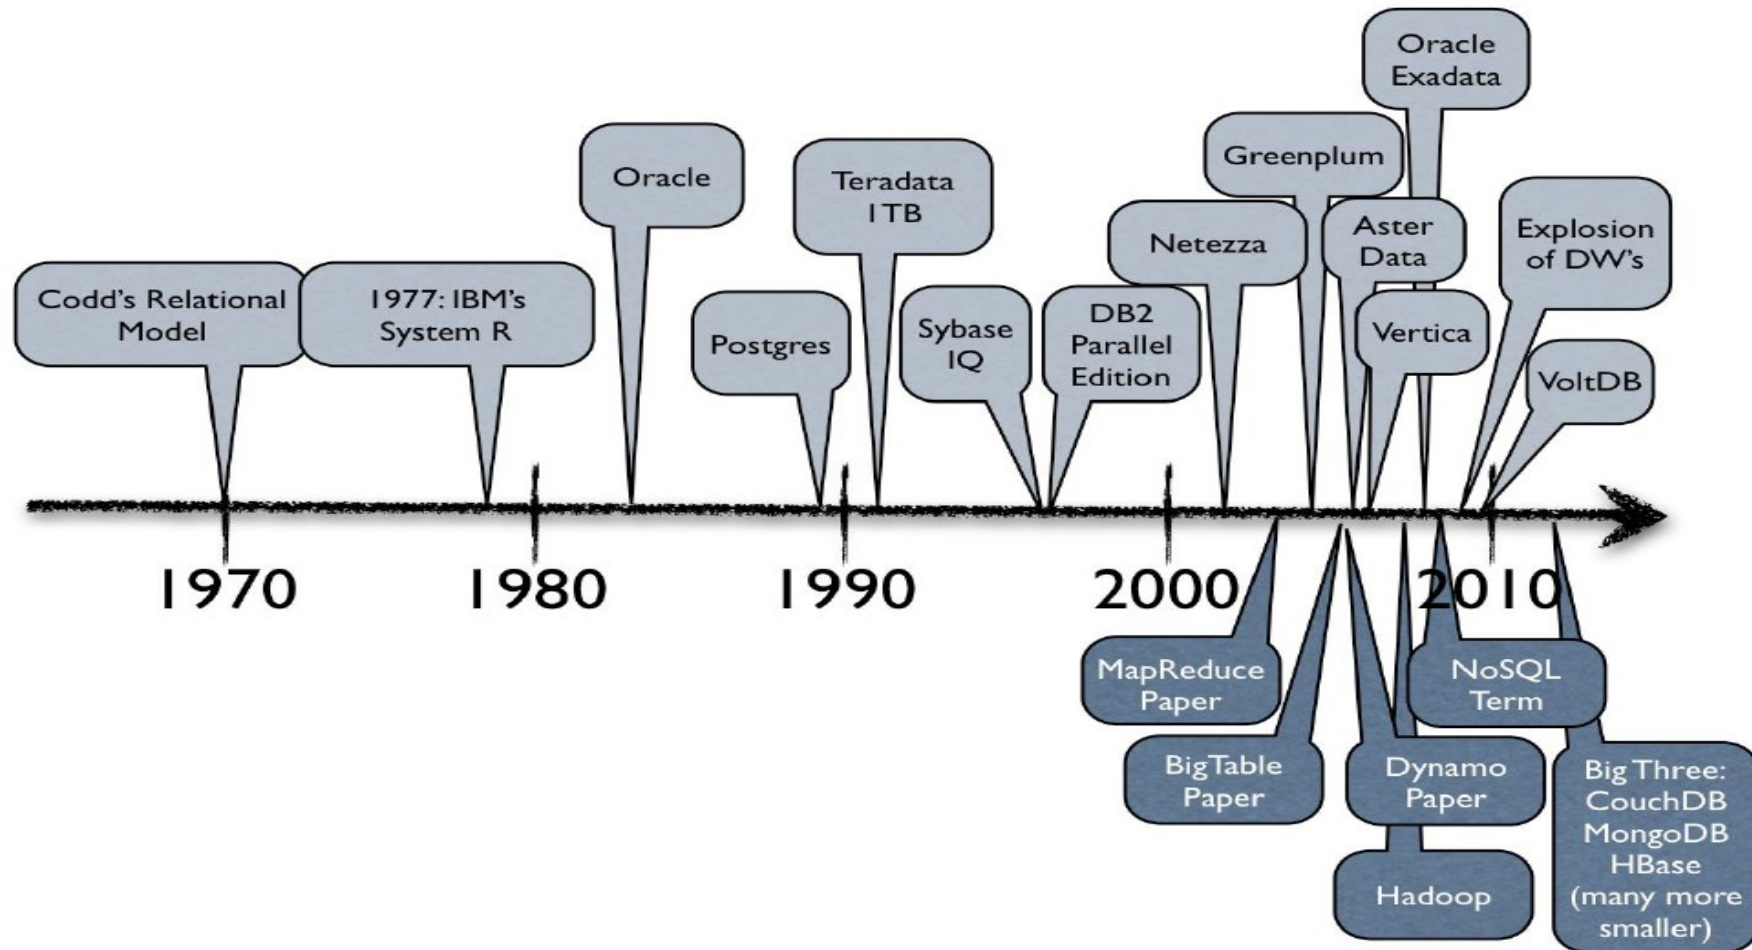 Oracle
Exadata
Greenplum
Oracle
Teradata
1TB
Netezza
Aster
Data
Explosion
of DW's
Codd's Relational
Model
1977: IBM's
System R
Postgres
Sybase
IQ
DB2
Parallel
Edition
Vertica
VoltDB
1970
1980
1990
2000
2010
MapReduce
Paper
NoSQL
Term
BigTable
Paper
Dynamo
Paper
Hadoop
Big Three:
CouchDB
MongoDB
HBase
(many more
smaller)